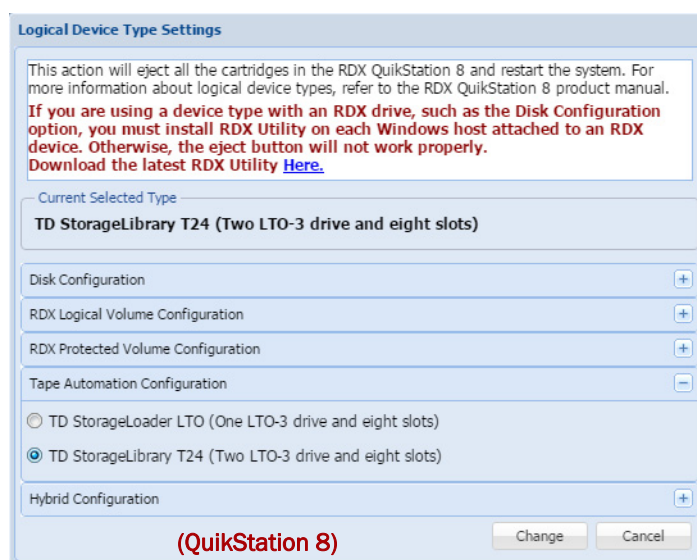 Logical Device Type Settings
This action will eject all the cartridges in the RDX QuikStation 8 and restart the system. For
more information about logical device types, refer to the RDX QuikStation 8 product manual.
If you are using a device type with an RDX drive, such as the Disk Configuration
option, you must install RDX Utility on each Windows host attached to an RDX
device. Otherwise, the eject button will not work properly.
Download the latest RDX Utility Here.
Current Selected Type
TD StorageLibrary T24 (Two LTO-3 drive and eight slots)
Disk Configuration
RDX Logical Volume Configuration
RDX Protected Volume Configuration
Tape Automation Configuration
TD StorageLoader LTO (One LTO-3 drive and eight slots)
TD StorageLibrary T24 (Two LTO-3 drive and eight slots)
Hybrid Configuration
(QuikStation 8)
Change Cancel